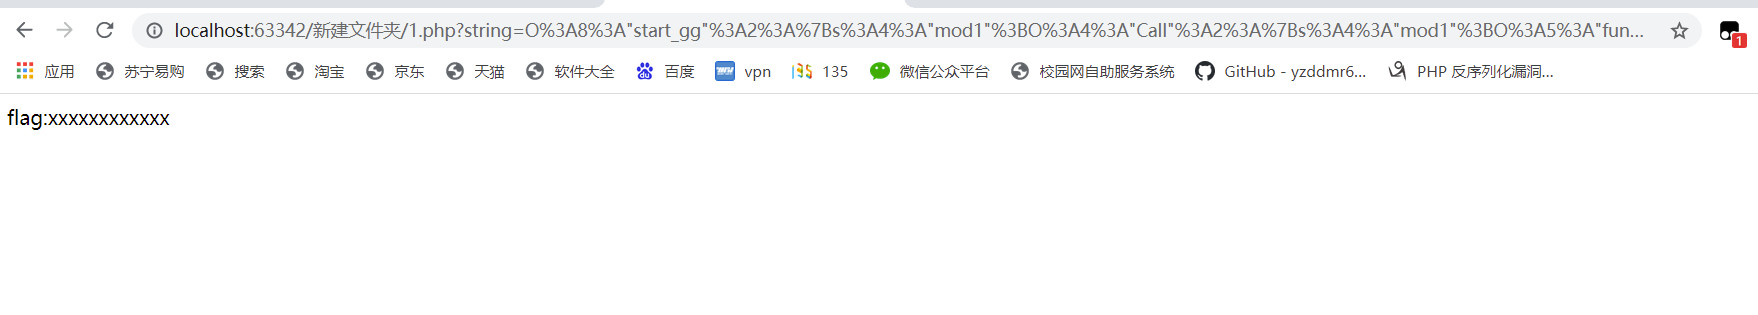 localhost:63342/新建文件夹/1.php?string=O%3A8%3A"start_gg"%3A2%3A%7Bs%3A4%3A"mod1"%3BO%3A4%3A"Call"%3A2%3A%7Bs%3A4%3A"mod1"%3BO%3A5%3A"fun...
1
应用 苏宁易购 搜索 淘宝 京东 天猫 软件大全 百度 vpn 135 微信公众平台 校园网自助服务系统 GitHub - yzddmr6... PHP 反序列化漏洞...
flag:xxxxxxxxxxxx